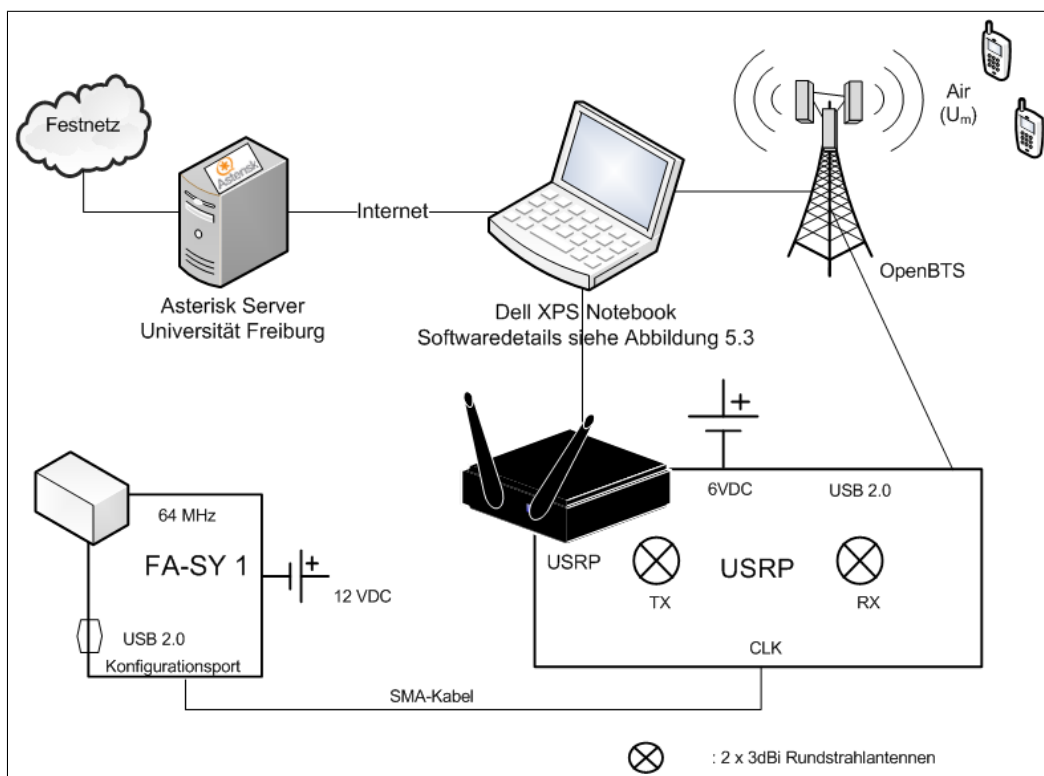 Festnetz
Asterisk
Asterisk Server
Universität Freiburg
Internet
Dell XPS Notebook
Softwaredetails siehe Abbildung 5.3
Air
(Um)
OpenBTS
64 MHz
FA-SY 1
12 VDC
USB 2.0
Konfigurationsport
SMA-Kabel
USRP
6VDC
USB 2.0
TX
USRP
RX
CLK
: 2 x 3dBi Rundstrahlantennen